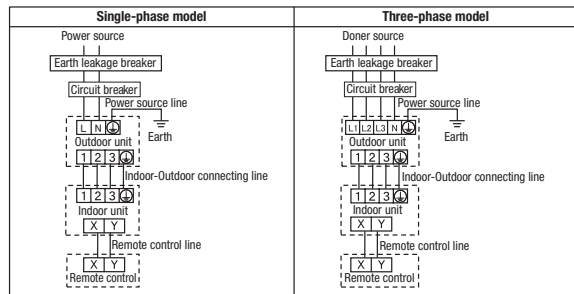 Single-phase model
Power source
Earth leakage breaker
Circuit breaker
Power source line
L N
Earth
Outdoor unit
1 2 3
Indoor-Outdoor connecting line
1 2 3
Indoor unit
X Y
Remote control line
X Y
Remote control
Three-phase model
Doner source
Earth leakage breaker
Circuit breaker
Power source line
L1 L2 L3 N
Earth
Outdoor unit
1 2 3
Indoor-Outdoor connecting line
1 2 3
Indoor unit
X Y
Remote control line
X Y
Remote control